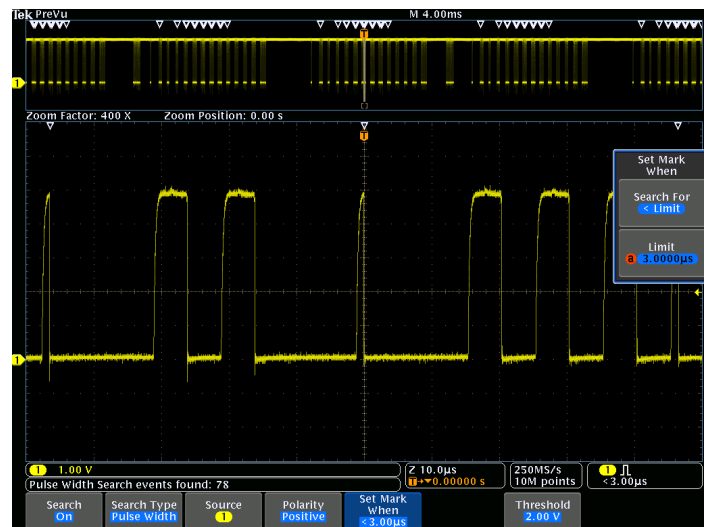 Tek PreVu M 4.00ms
T
1
Zoom Factor: 400 X Zoom Position: 0.00 s
T
Set Mark
When
Search For
< Limit
Limit
a 3.0000µs
1
1 1.00 V Z 10.0µs 250MS/s 1
T→▼0.00000 s 10M points <3.00µs
Pulse Width Search events found: 78
Search Search Type Source Polarity Set Mark When Threshold
On Pulse Width 1 Positive <3.00µs 2.00 V